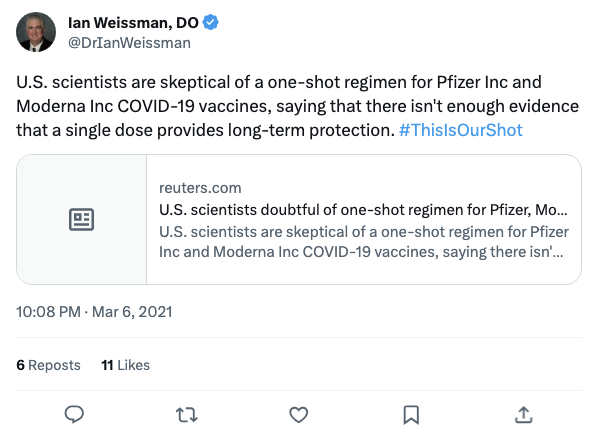 Ian Weissman, DO
@DrIanWeissman
U.S. scientists are skeptical of a one-shot regimen for Pfizer Inc and
Moderna Inc COVID-19 vaccines, saying that there isn't enough evidence
that a single dose provides long-term protection. #ThisIsOurShot
reuters.com
U.S. scientists doubtful of one-shot regimen for Pfizer, Mo...
U.S. scientists are skeptical of a one-shot regimen for Pfizer
Inc and Moderna Inc COVID-19 vaccines, saying there isn'...
10:08 PM · Mar 6, 2021
6 Reposts 11 Likes